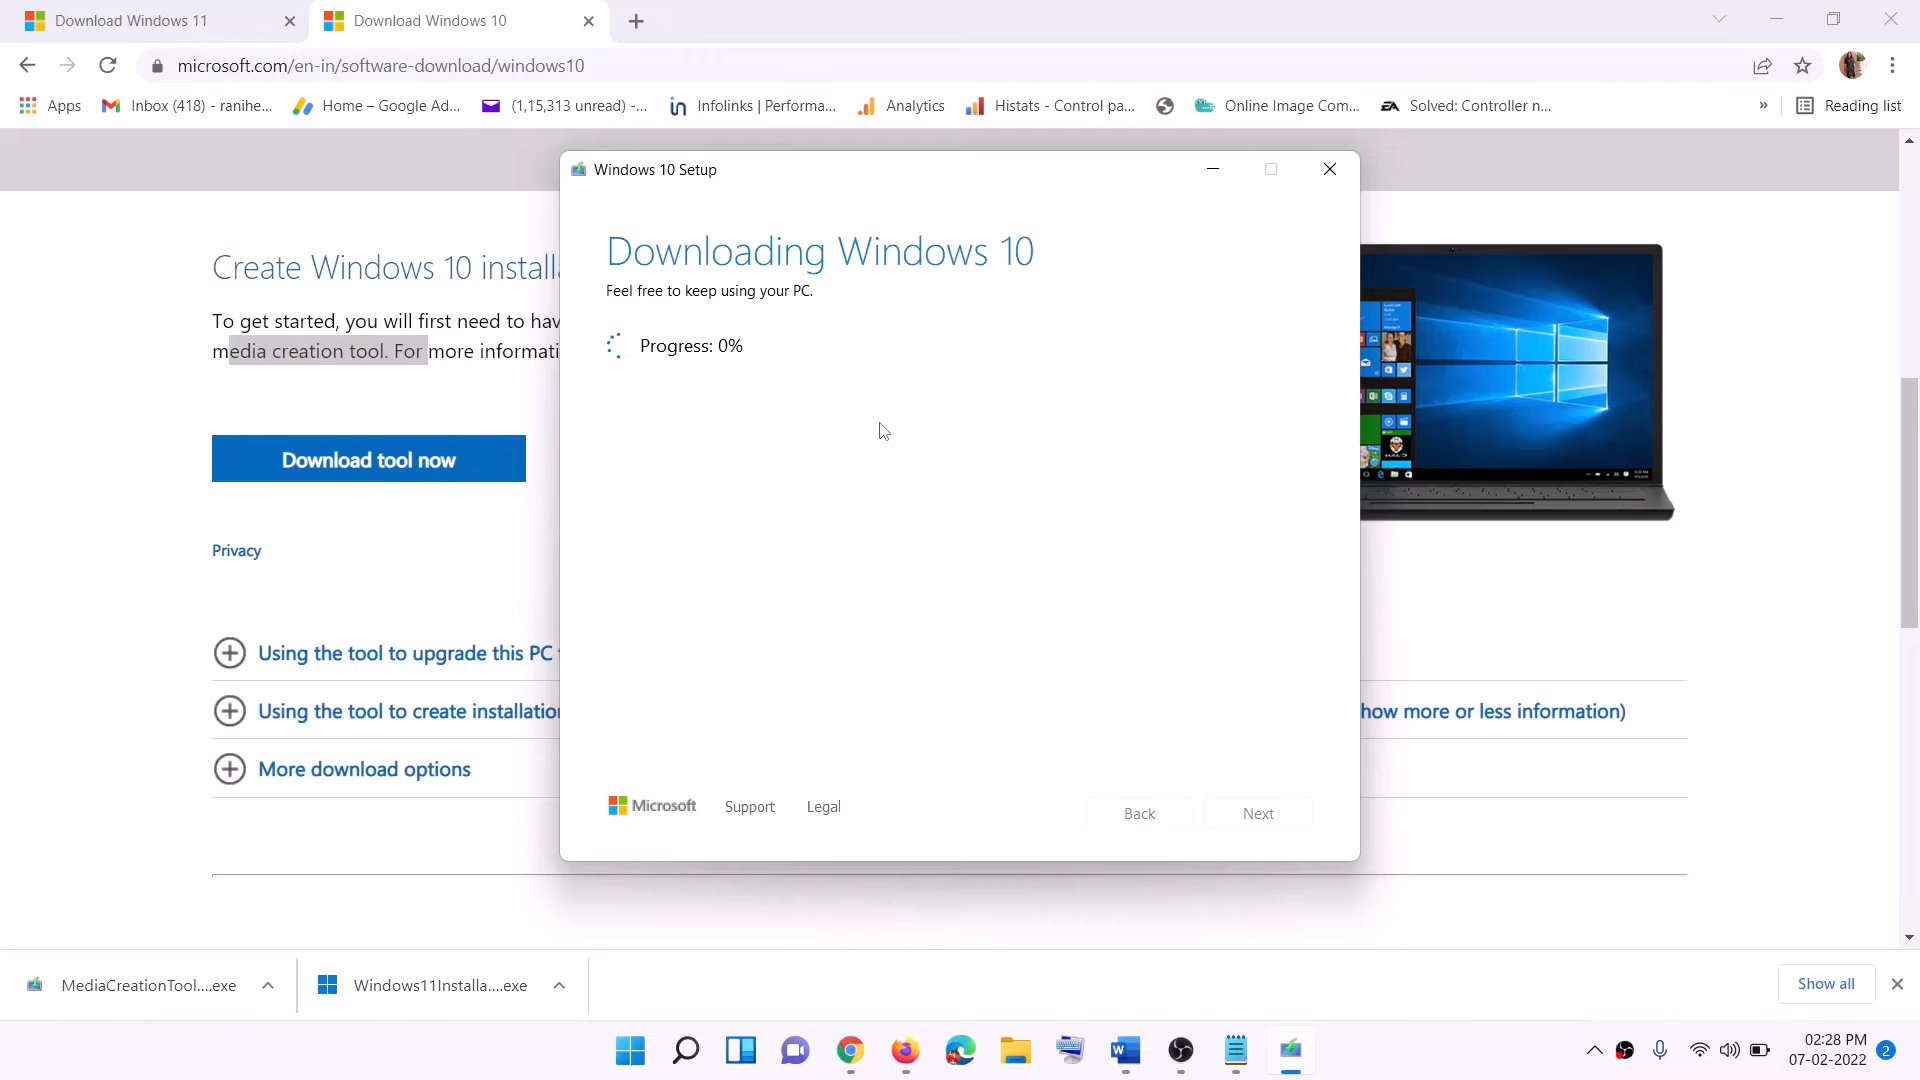 Download Windows 11
Download Windows 10
microsoft.com/en-in/software-download/windows10
Apps
Inbox (418) - ranihe...
Home – Google Ad...
(1,15,313 unread) -...
Infolinks | Performa...
Analytics
Histats - Control pa...
Online Image Com...
Solved: Controller n...
»
Reading list
Windows 10 Setup
Downloading Windows 10
Feel free to keep using your PC.
Progress: 0%
Create Windows 10 install
To get started, you will first need to hav
media creation tool. For more informati
Download tool now
Privacy
Using the tool to upgrade this PC
Using the tool to create installation
how more or less information)
More download options
Microsoft
Support
Legal
Back
Next
MediaCreationTool....exe
Windows11Installa....exe
Show all
02:28 PM
07-02-2022
2